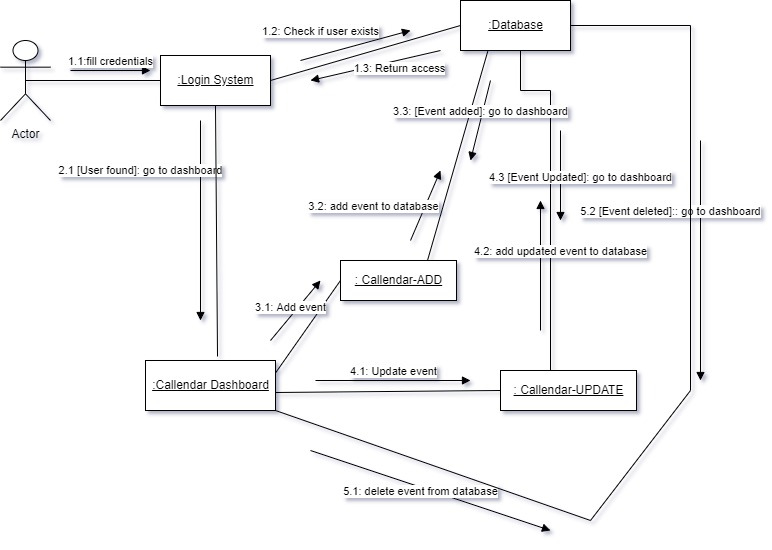 :Database
1.2: Check if user exists
1.1:fill credentials
1.3: Return access
:Login System
Actor
3.3: [Event added]: go to dashboard
2.1 [User found]: go to dashboard
4.3 [Event Updated]: go to dashboard
3.2: add event to database
5.2 [Event deleted]:: go to dashboard
4.2: add updated event to database
: Callendar-ADD
3.1: Add event
4.1: Update event
:Callendar Dashboard
: Callendar-UPDATE
5.1: delete event from database